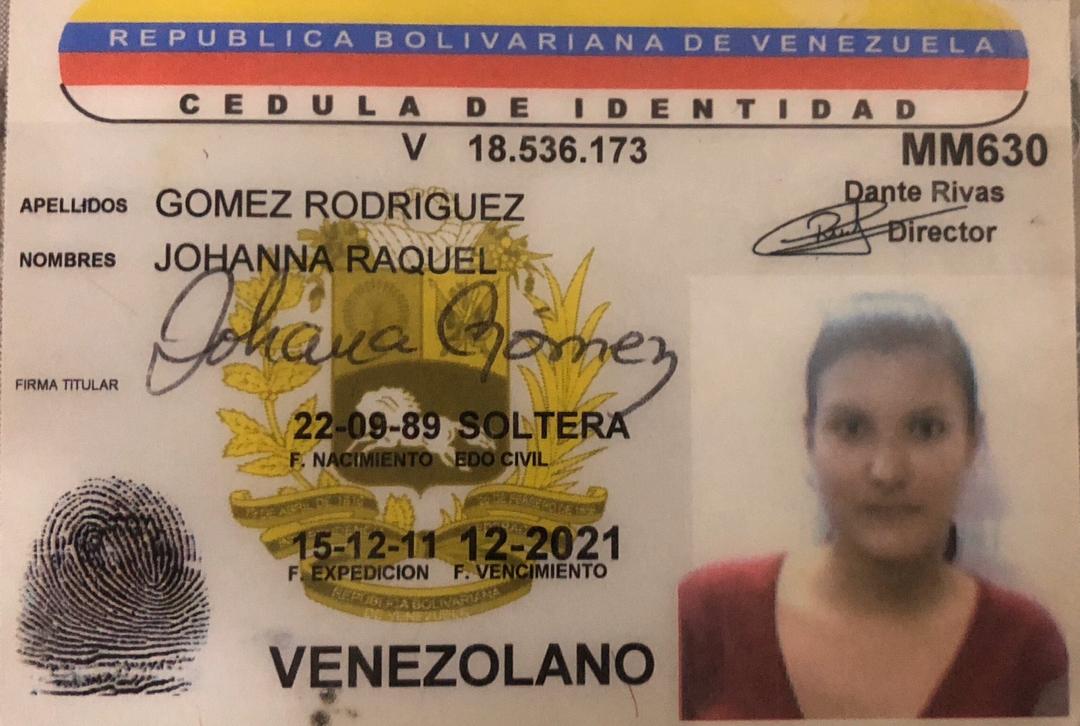 REPUBLICA BOLIVARIANA DE VENEZUELA
CEDULA DE IDENTIDAD
V 18.536.173 MM630
Dante Rivas
APELLIDOS GOMEZ RODRIGUEZ
Director
NOMBRES JOHANNA RAQUEL
Johana Gómez
FIRMA TITULAR
22-09-89 SOLTERA
F. NACIMIENTO EDO CIVIL
15-12-11 12-2021
F. EXPEDICION F. VENCIMIENTO
REPUBLICA BOLIVARIANA
DE VENEZUELA
VENEZOLANO